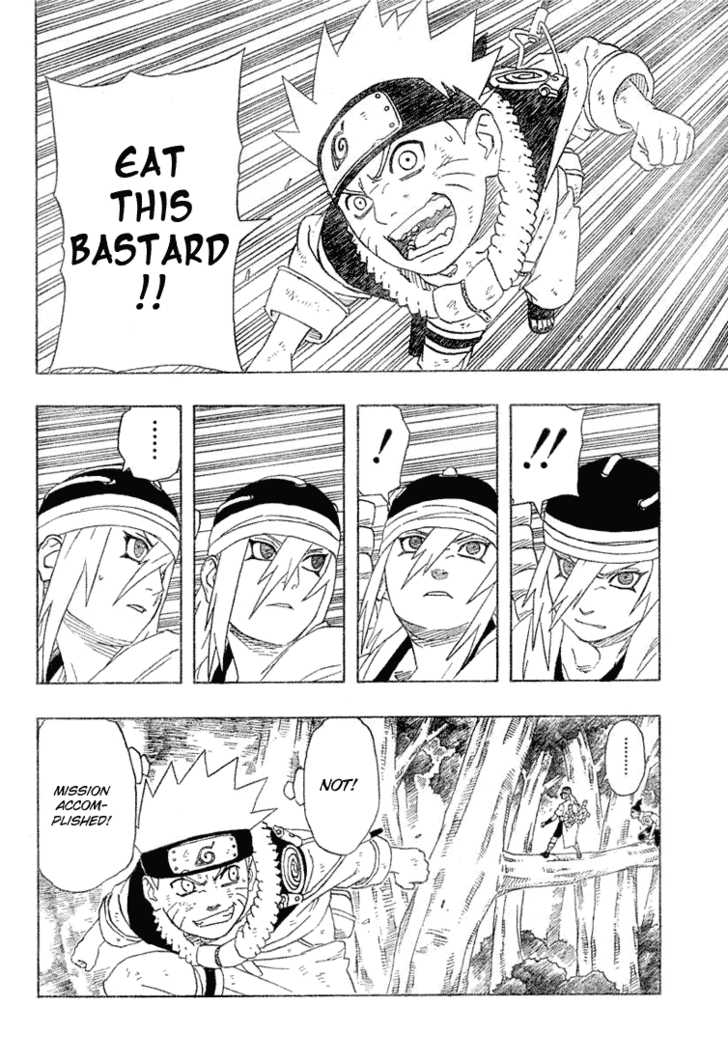 EAT
THIS
BASTARD
!!
!!
!
......
......
NOT!
MISSION
ACCOM-
PLISHED!